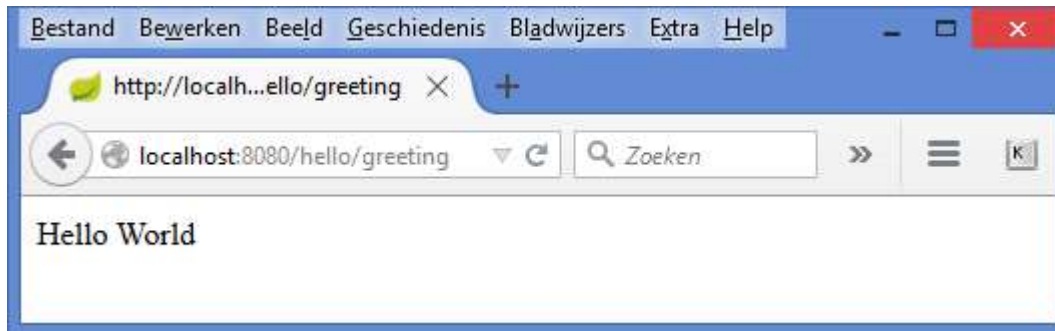 Bestand Bewerken Beeld Geschiedenis Bladwijzers Extra Help
http://localh...ello/greeting
localhost:8080/hello/greeting Zoeken K
Hello World